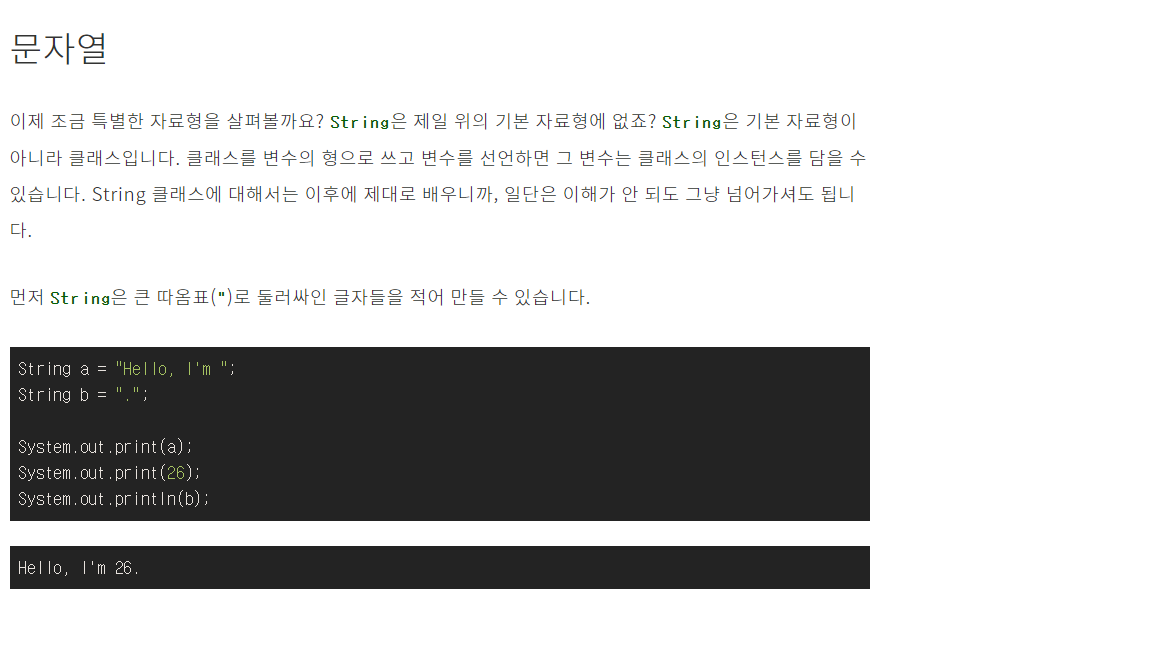 문자열
이제 조금 특별한 자료형을 살펴볼까요? String은 제일 위의 기본 자료형에 없죠? String은 기본 자료형이
아니라 클래스입니다. 클래스를 변수의 형으로 쓰고 변수를 선언하면 그 변수는 클래스의 인스턴스를 담을 수
있습니다. String 클래스에 대해서는 이후에 제대로 배우니까, 일단은 이해가 안 되도 그냥 넘어가셔도 됩니
다.
먼저 String은 큰 따옴표(")로 둘러싸인 글자들을 적어 만들 수 있습니다.
String a = "Hello, I'm ";
String b = ".";
System.out.print(a);
System.out.print(26);
System.out.println(b);
Hello, I'm 26.